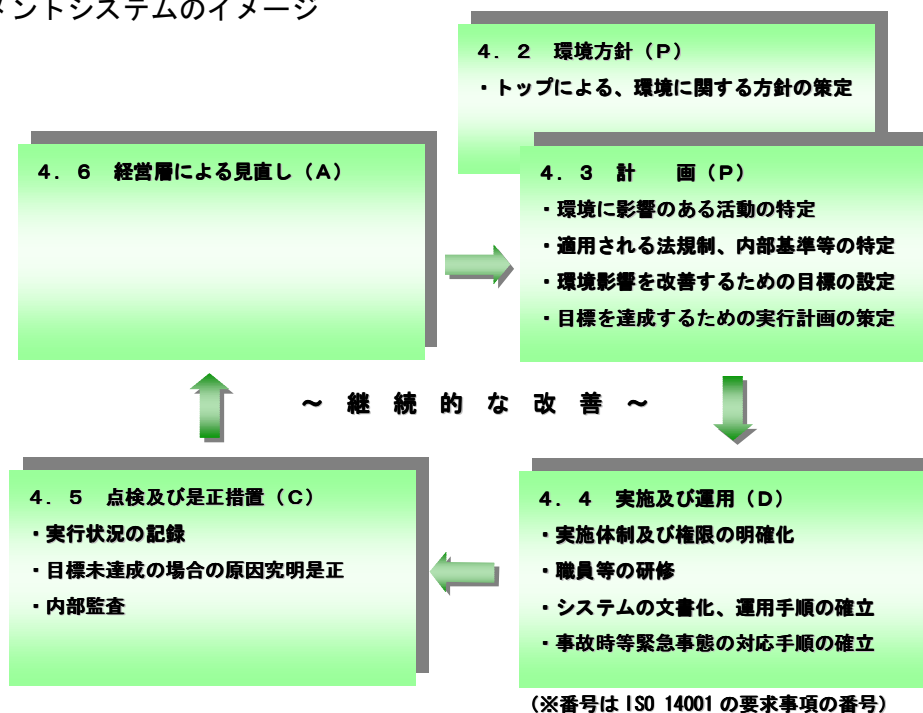 メントシステムのイメージ
４．２　環境方針（Ｐ）
・トップによる、環境に関する方針の策定
４．６　経営層による見直し（Ａ）
４．３　計　　画（Ｐ）
・環境に影響のある活動の特定
・適用される法規制、内部基準等の特定
・環境影響を改善するための目標の設定
・目標を達成するための実行計画の策定
～　継　続　的　な　改　善　～
４．５　点検及び是正措置（Ｃ）
・実行状況の記録
・目標未達成の場合の原因究明是正
・内部監査
４．４　実施及び運用（Ｄ）
・実施体制及び権限の明確化
・職員等の研修
・システムの文書化、運用手順の確立
・事故時等緊急事態の対応手順の確立
（※番号は ISO 14001 の要求事項の番号）